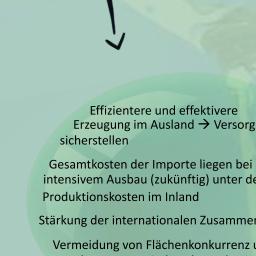 Effizientere und effektivere
Erzeugung im Ausland → Versorg
sicherstellen
Gesamtkosten der Importe liegen bei
intensivem Ausbau (zukünftig) unter de
Produktionskosten im Inland
Stärkung der internationalen Zusamme
Vermeidung von Flächenkonkurrenz u